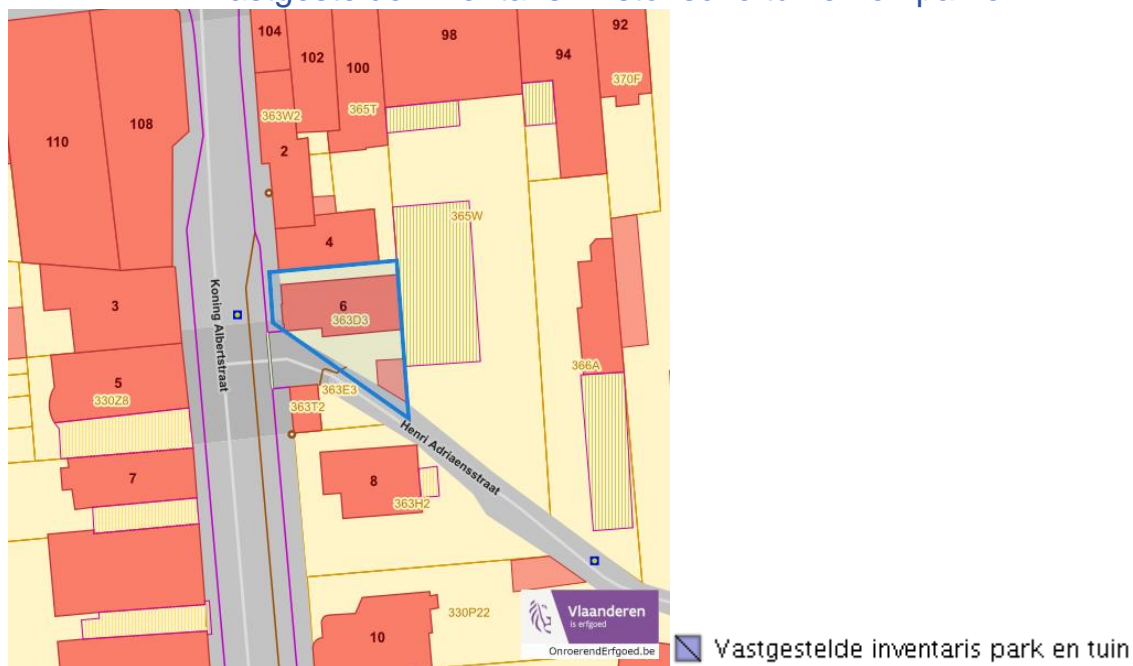 104
102
100
98
94
92
370F
363W2
365T
110
108
2
365W
4
3
Koning Albertstraat
6
363D3
5
330Z8
363T2
363E3
366A
Henri Adriaensstraat
7
8
363H2
330P22
10
Vlaanderen
is erfgoed
OnroerendErfgoed.be
Vastgestelde inventaris park en tuin